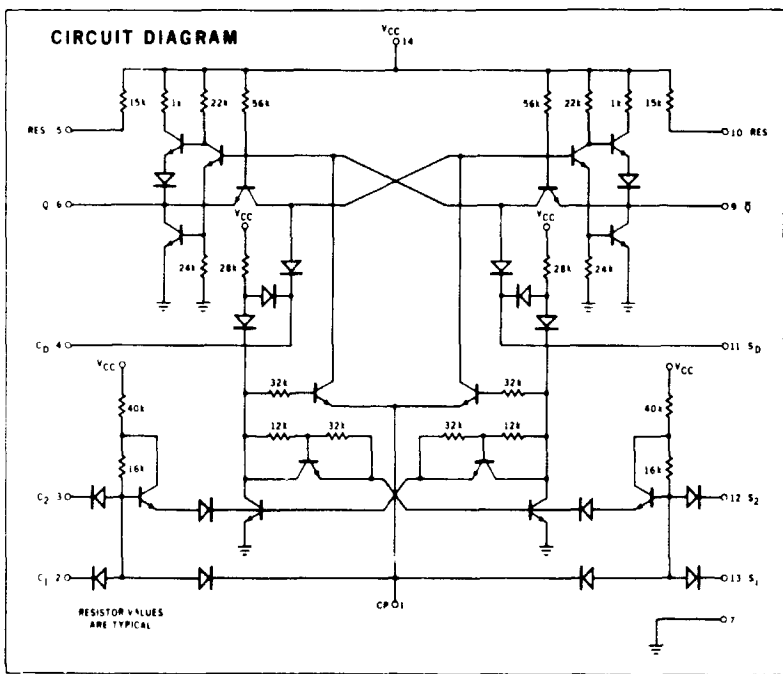 CIRCUIT DIAGRAM
VCC
14
15k
1k
22k
56k
56k
22k
1k
15k
RES 5
10 RES
Q 6
9 Q̄
VCC
VCC
24k
28k
28k
24k
CD 4
11 SD
VCC
VCC
32k
32k
40k
40k
12k
32k
32k
12k
16k
16k
C2 3
12 S2
C1 2
13 S1
CP 1
RESISTOR VALUES
ARE TYPICAL
7